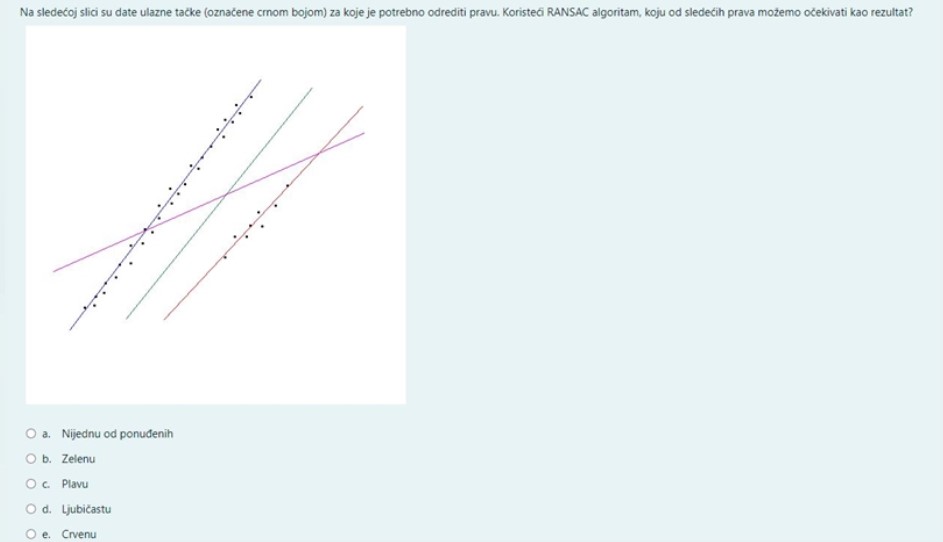 Na sledećoj slici su date ulazne tačke (označene crnom bojom) za koje je potrebno odrediti pravu. Koristeći RANSAC algoritam, koju od sledećih prava možemo očekivati kao rezultat?
a. Nijednu od ponuđenih
b. Zelenu
c. Plavu
d. Ljubičastu
e. Crvenu